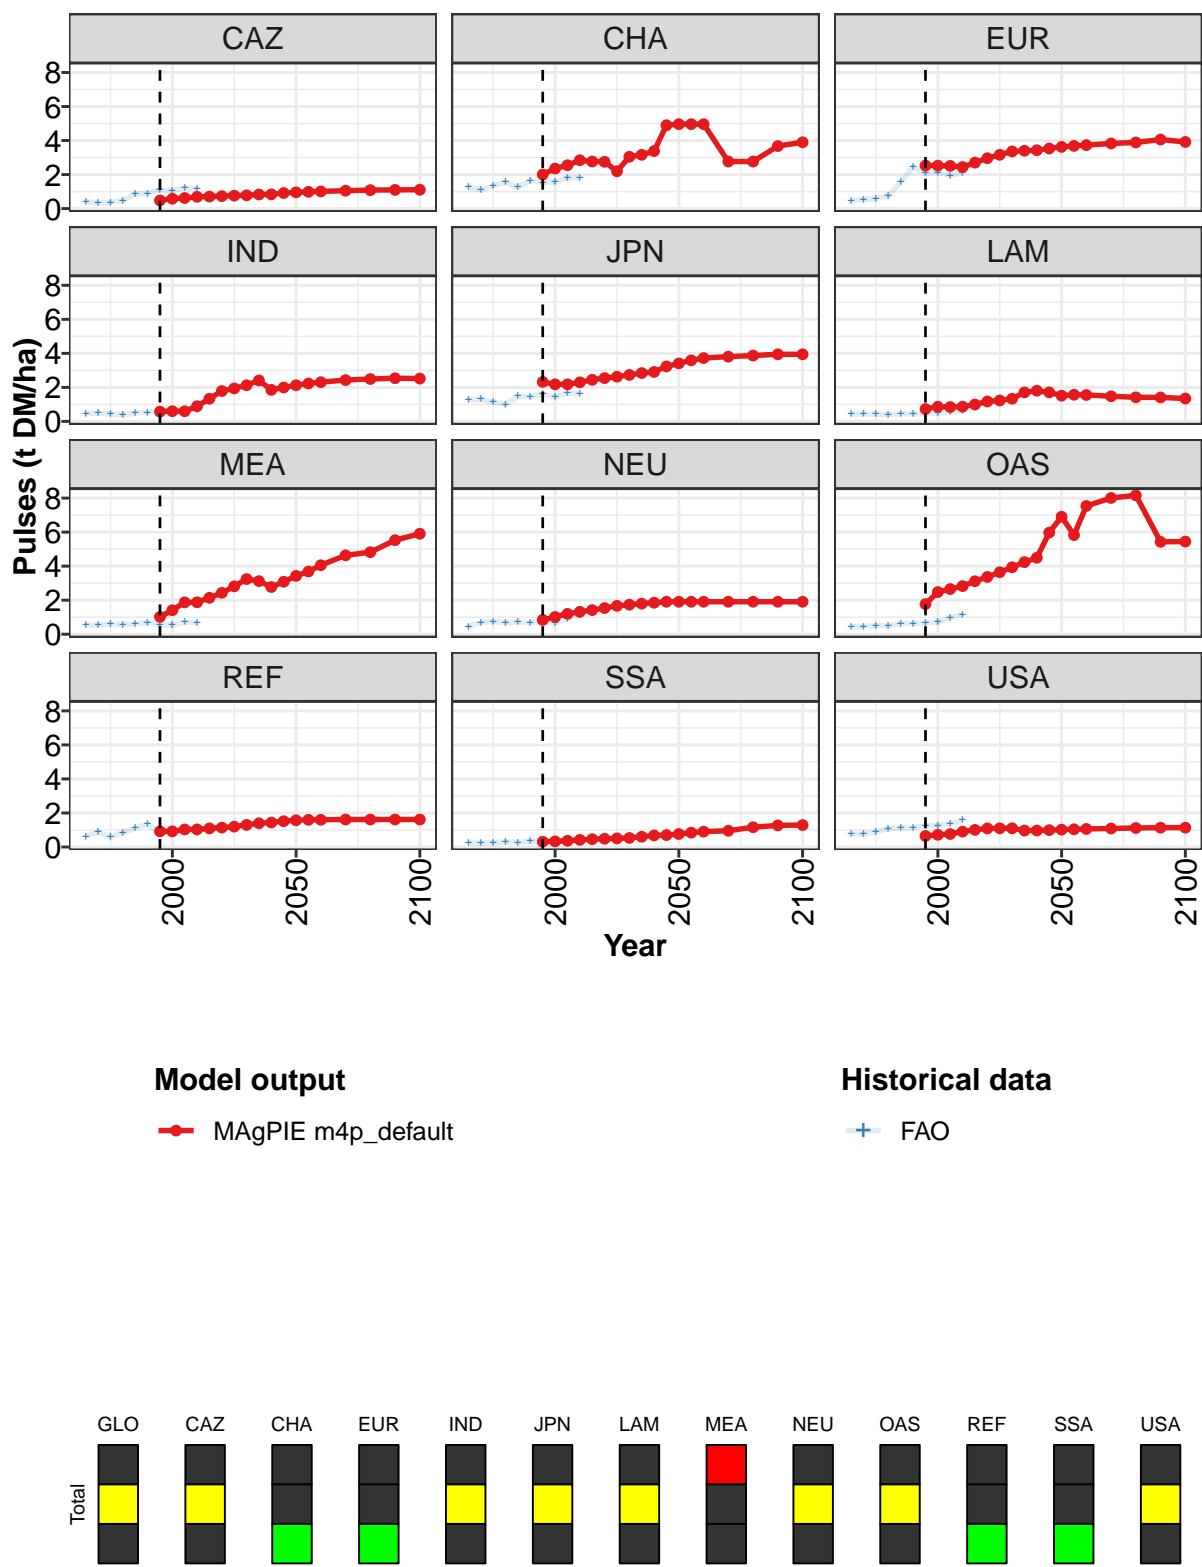 CAZ CHA EUR
8
6
4
2
0
IND JPN LAM
8
6
4
2
0
MEA NEU OAS
8
6
4
2
0
REF SSA USA
8
6
4
2
0
Pulses (t DM/ha)
2000 2050 2100 2000 2050 2100 2000 2050 2100
Year
Model output Historical data
MAgPIE m4p_default FAO
GLO CAZ CHA EUR IND JPN LAM MEA NEU OAS REF SSA USA
Total